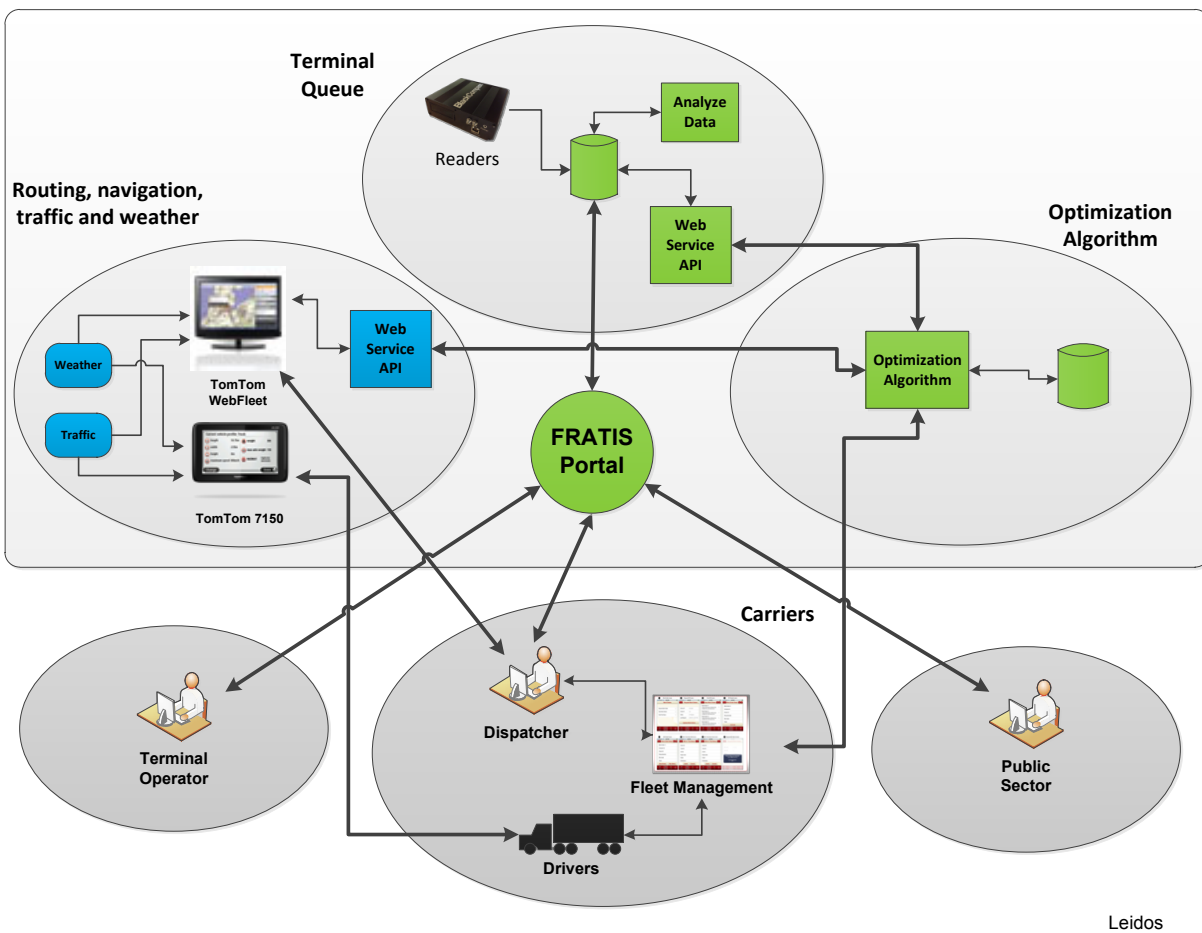 Terminal
Queue
BlackCompass
Readers
Analyze
Data
Web
Service
API
Routing, navigation,
traffic and weather
Optimization
Algorithm
Weather
Traffic
TomTom
WebFleet
TomTom 7150
Web
Service
API
Optimization
Algorithm
FRATIS
Portal
Carriers
Terminal
Operator
Dispatcher
Fleet Management
Drivers
Public
Sector
Leidos